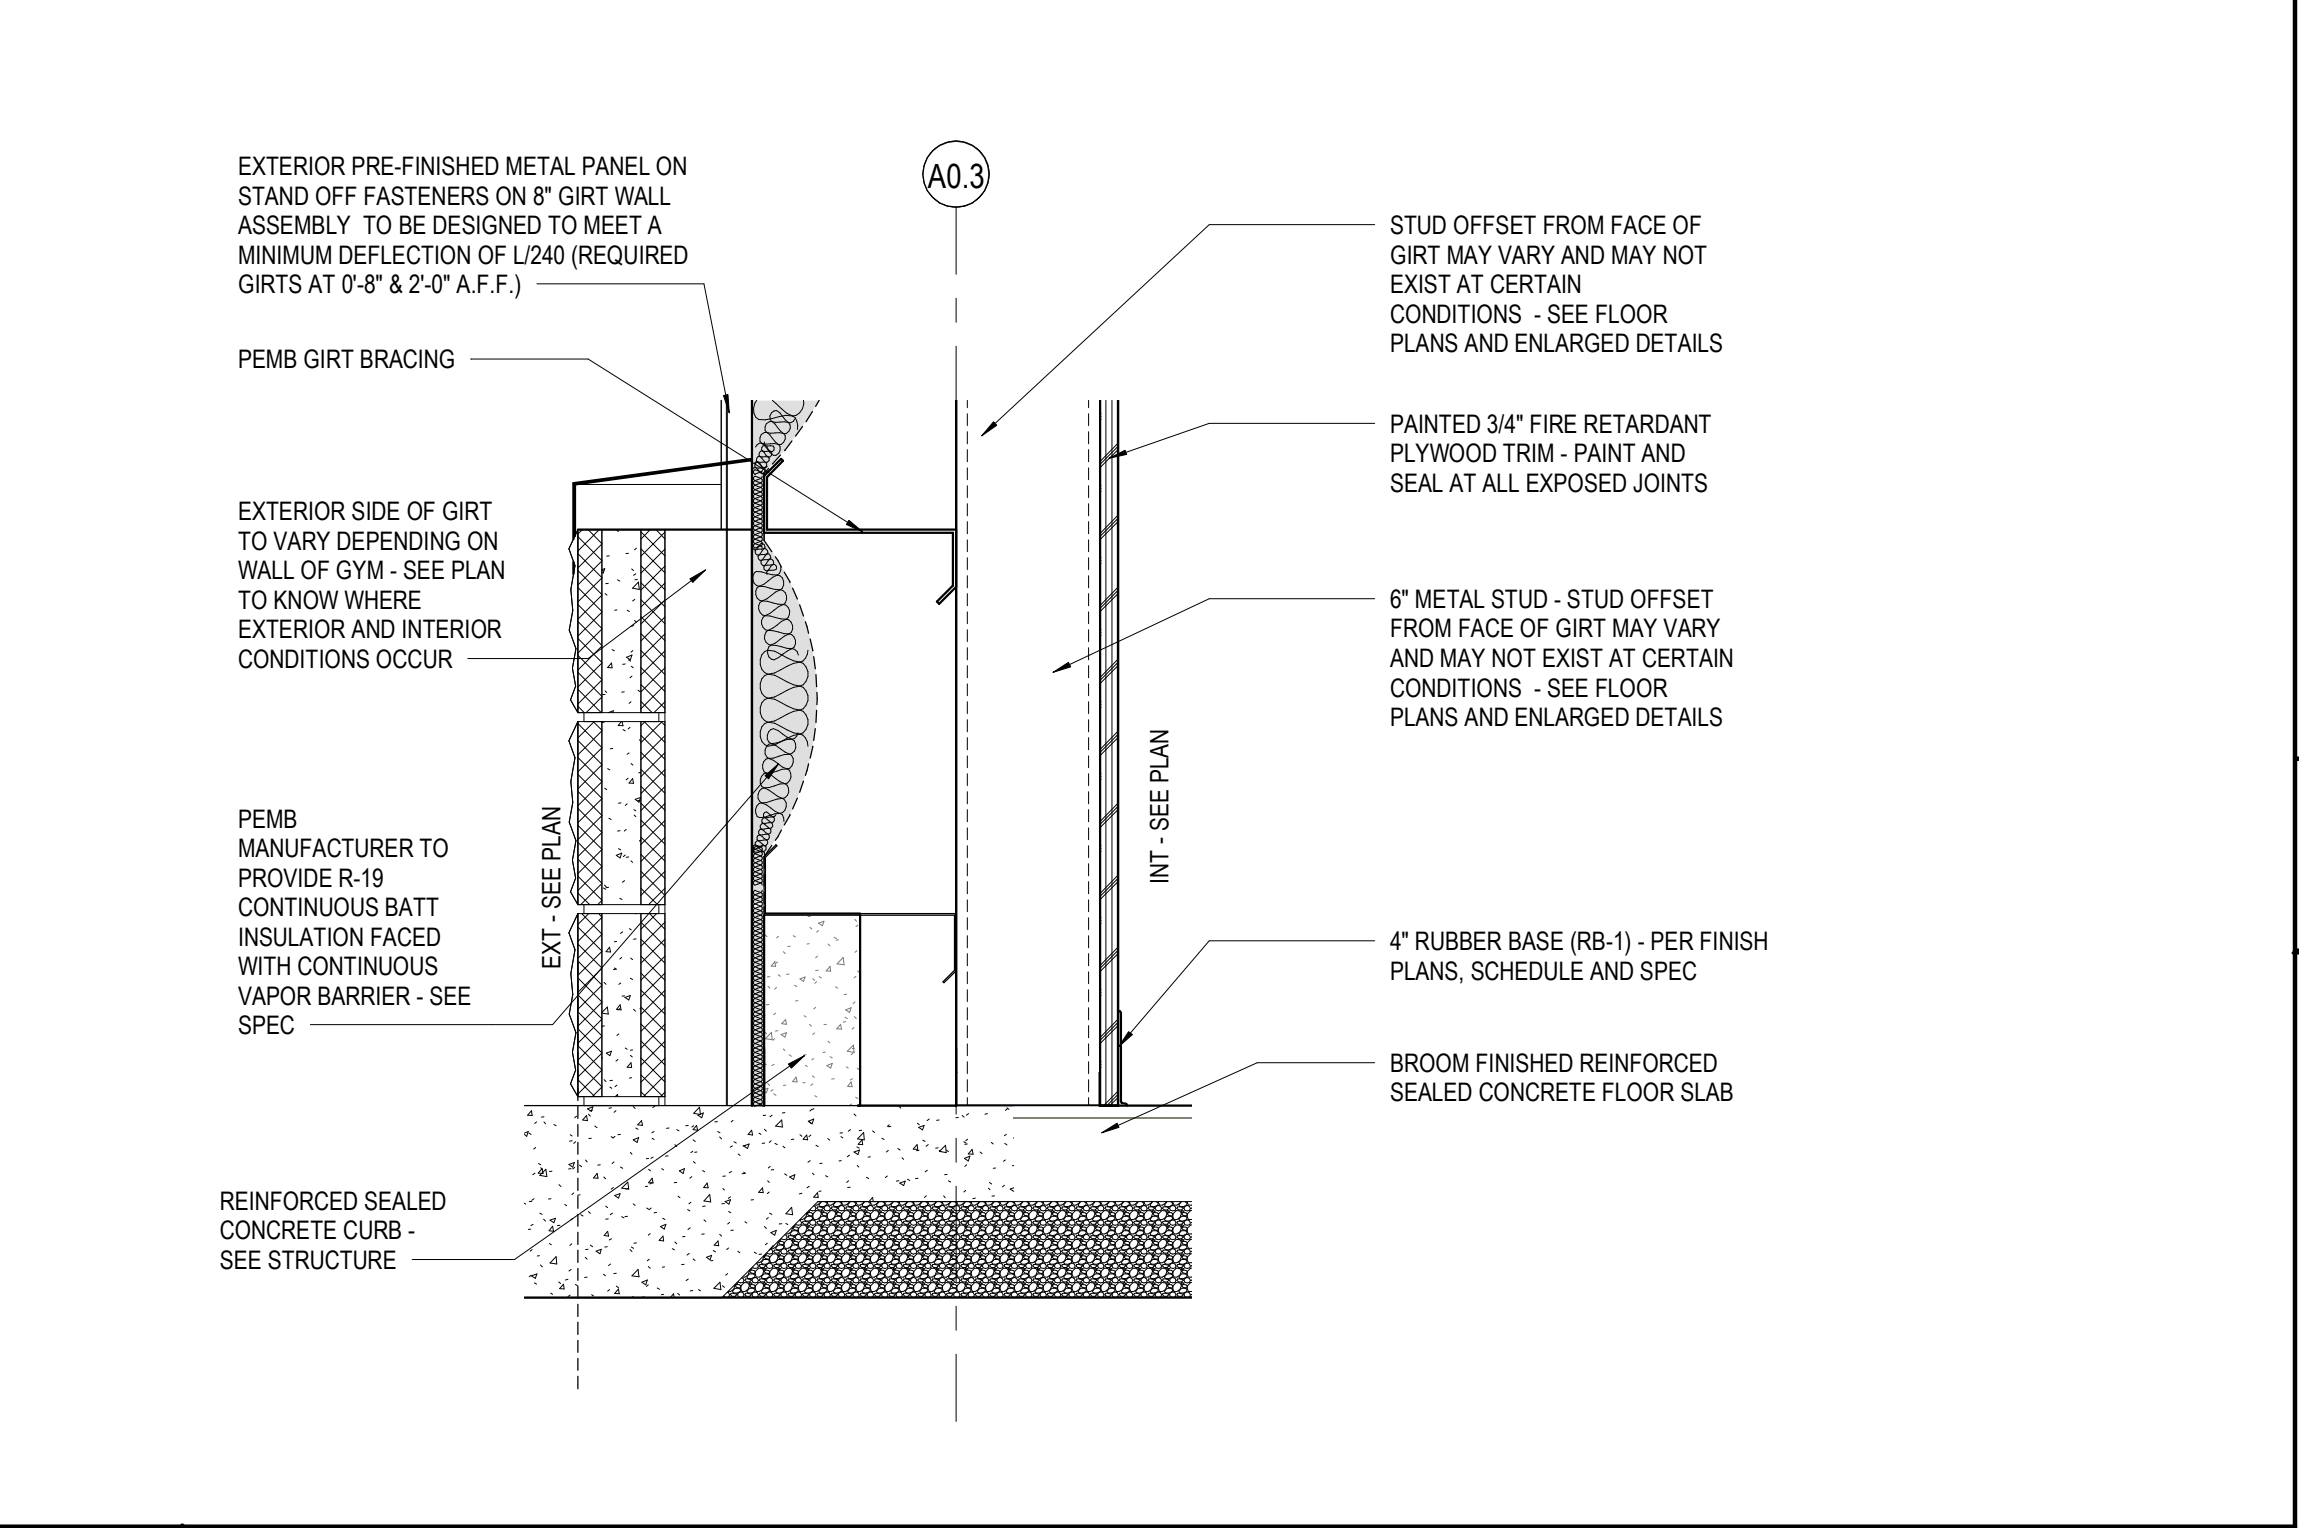 A0.3
EXTERIOR PRE-FINISHED METAL PANEL ON
STAND OFF FASTENERS ON 8" GIRT WALL
ASSEMBLY  TO BE DESIGNED TO MEET A
MINIMUM DEFLECTION OF L/240 (REQUIRED
GIRTS AT 0'-8" & 2'-0" A.F.F.)
PEMB GIRT BRACING
EXTERIOR SIDE OF GIRT
TO VARY DEPENDING ON
WALL OF GYM - SEE PLAN
TO KNOW WHERE
EXTERIOR AND INTERIOR
CONDITIONS OCCUR
PEMB
MANUFACTURER TO
PROVIDE R-19
CONTINUOUS BATT
INSULATION FACED
WITH CONTINUOUS
VAPOR BARRIER - SEE
SPEC
REINFORCED SEALED
CONCRETE CURB -
SEE STRUCTURE
EXT - SEE PLAN
INT - SEE PLAN
STUD OFFSET FROM FACE OF
GIRT MAY VARY AND MAY NOT
EXIST AT CERTAIN
CONDITIONS  - SEE FLOOR
PLANS AND ENLARGED DETAILS
PAINTED 3/4" FIRE RETARDANT
PLYWOOD TRIM - PAINT AND
SEAL AT ALL EXPOSED JOINTS
6" METAL STUD - STUD OFFSET
FROM FACE OF GIRT MAY VARY
AND MAY NOT EXIST AT CERTAIN
CONDITIONS  - SEE FLOOR
PLANS AND ENLARGED DETAILS
4" RUBBER BASE (RB-1) - PER FINISH
PLANS, SCHEDULE AND SPEC
BROOM FINISHED REINFORCED
SEALED CONCRETE FLOOR SLAB